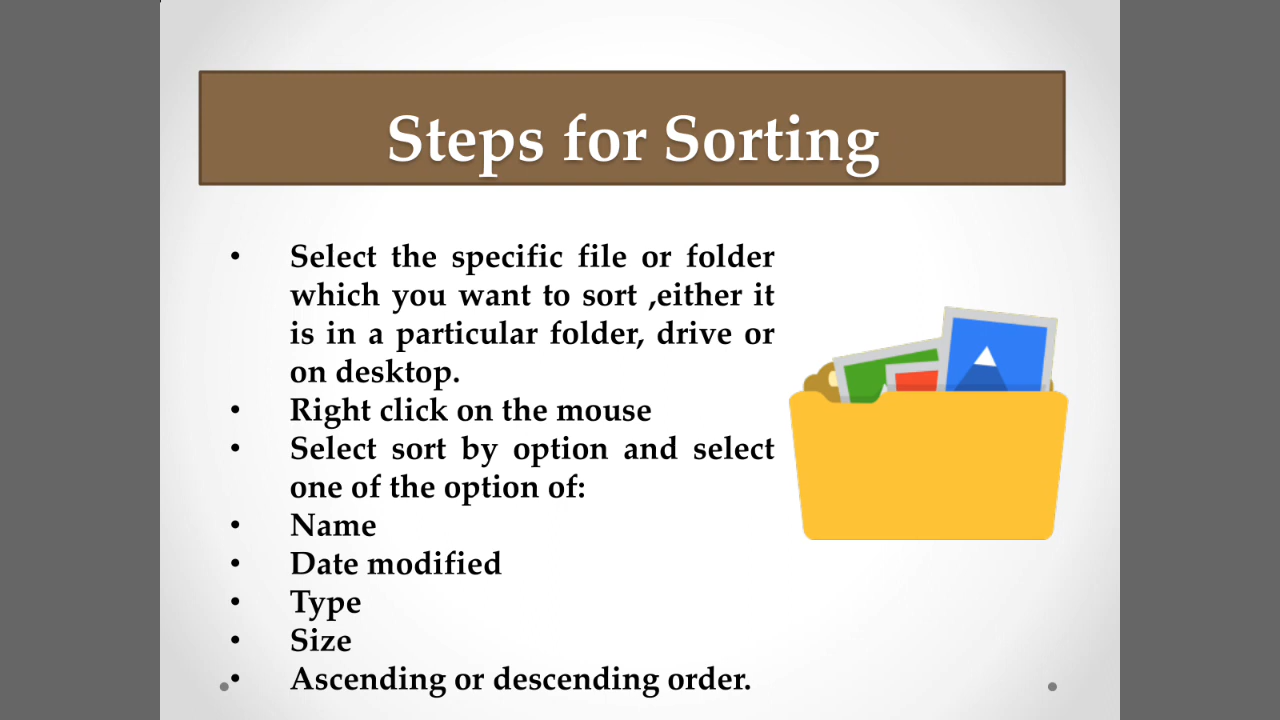 Steps for Sorting
• Select the specific file or folder
which you want to sort ,either it
is in a particular folder, drive or
on desktop.
• Right click on the mouse
• Select sort by option and select
one of the option of:
• Name
• Date modified
• Type
• Size
• Ascending or descending order.